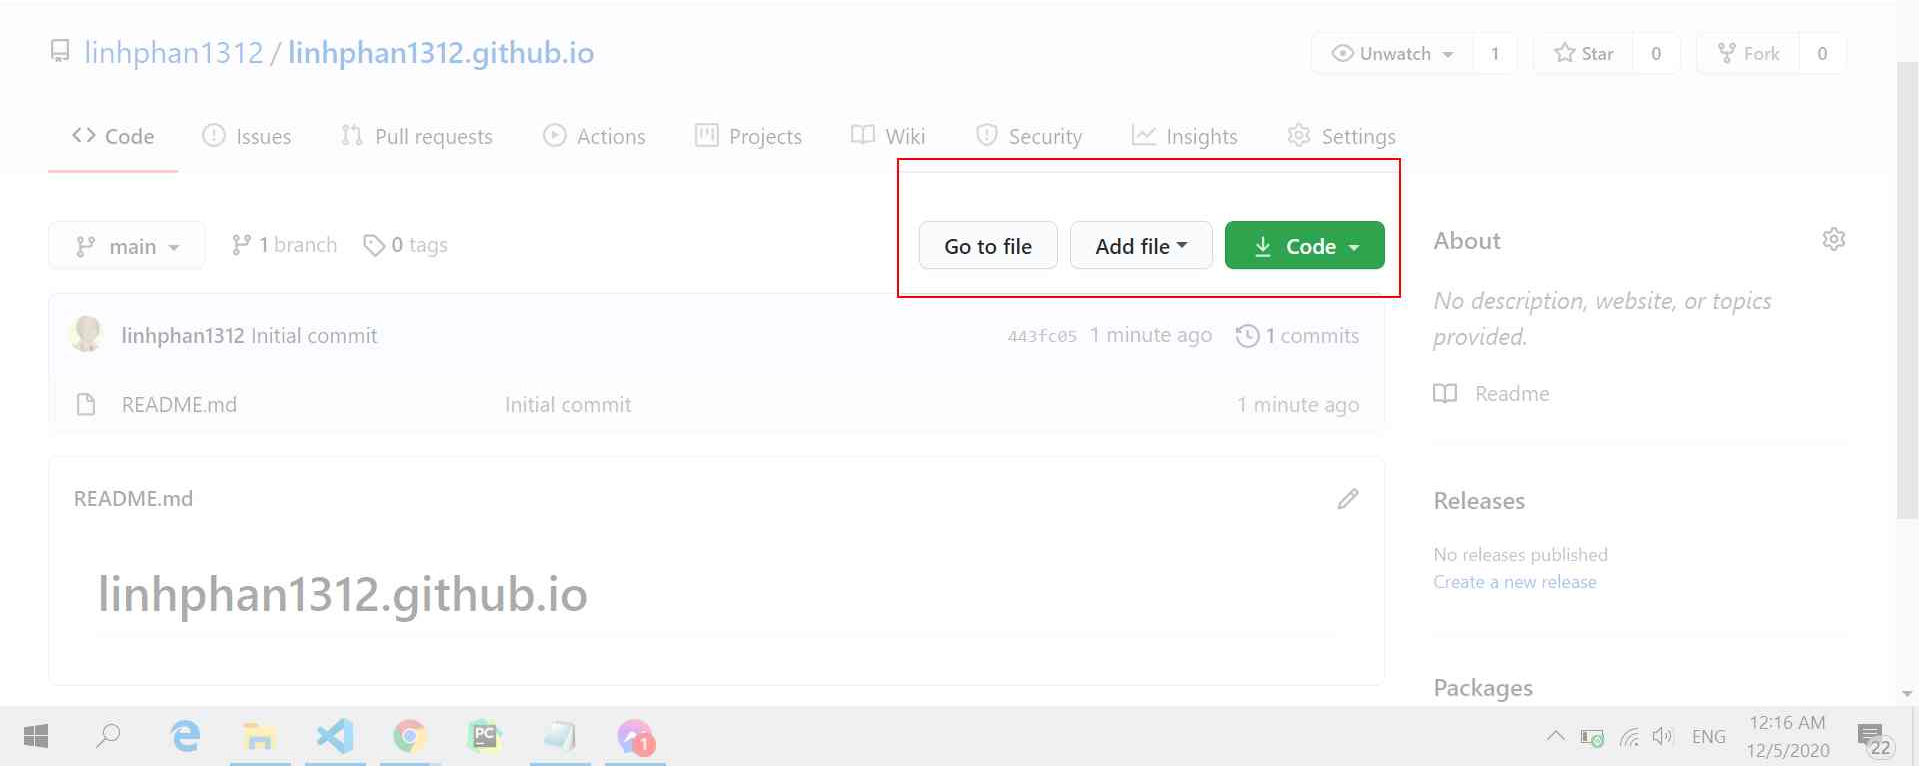 linhphan1312 / linhphan1312.github.io
Unwatch 1 Star 0 Fork 0
Code Issues Pull requests Actions Projects Wiki Security Insights Settings
main 1 branch 0 tags Go to file Add file Code
linhphan1312 Initial commit 443fc05 1 minute ago 1 commits
README.md Initial commit 1 minute ago
README.md
linhphan1312.github.io
About
No description, website, or topics
provided.
Readme
Releases
No releases published
Create a new release
Packages
PC
1
ENG
12:16 AM
12/5/2020
22